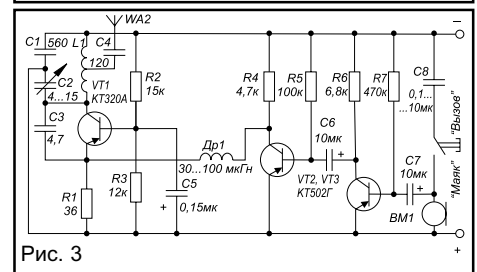 WA2
–
C1
560
L1
C4
120
C2
4...15
VT1
КТ320А
R2
15к
R4
4,7к
R5
100к
R6
6,8к
R7
470к
C8
0,1...
...10мк
"Вызов"
C3
4,7
Др1
30...100 мкГн
C6
10мк
C7
10мк
"Маяк"
R1
36
R3
12к
C5
+
0,15мк
VT2, VT3
КТ502Г
+
+
BM1
+
Рис. 3